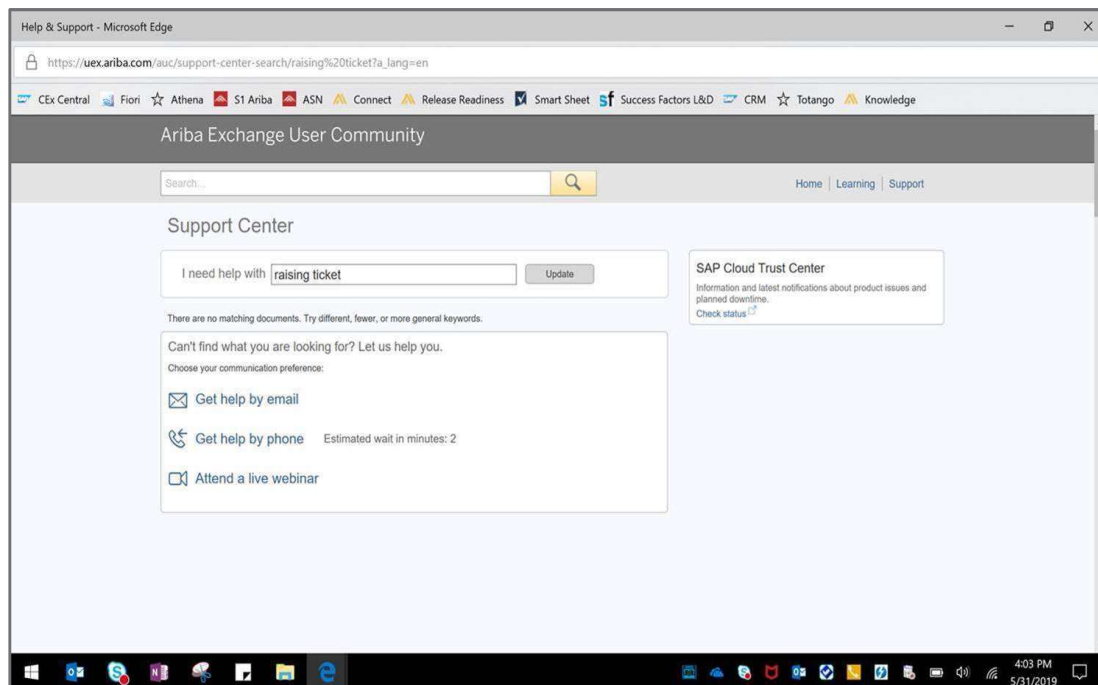 Help & Support - Microsoft Edge
https://uex.ariba.com/auc/support-center-search/raising%20ticket?a_lang=en
CEx Central Fiori Athena S1 Ariba ASN Connect Release Readiness Smart Sheet Success Factors L&D CRM Totango Knowledge
Ariba Exchange User Community
Search...
Home | Learning | Support
Support Center
I need help with raising ticket Update
There are no matching documents. Try different, fewer, or more general keywords.
Can't find what you are looking for? Let us help you.
Choose your communication preference:
Get help by email
Get help by phone Estimated wait in minutes: 2
Attend a live webinar
SAP Cloud Trust Center
Information and latest notifications about product issues and
planned downtime.
Check status
4:03 PM
5/31/2019